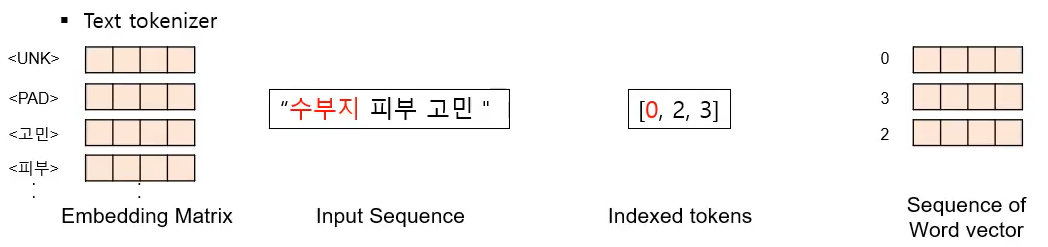 ▪ Text tokenizer
<UNK>
<PAD>
<고민>
<피부>
:
:
Embedding Matrix
“수부지 피부 고민 "
Input Sequence
[0, 2, 3]
Indexed tokens
0
3
2
Sequence of
Word vector